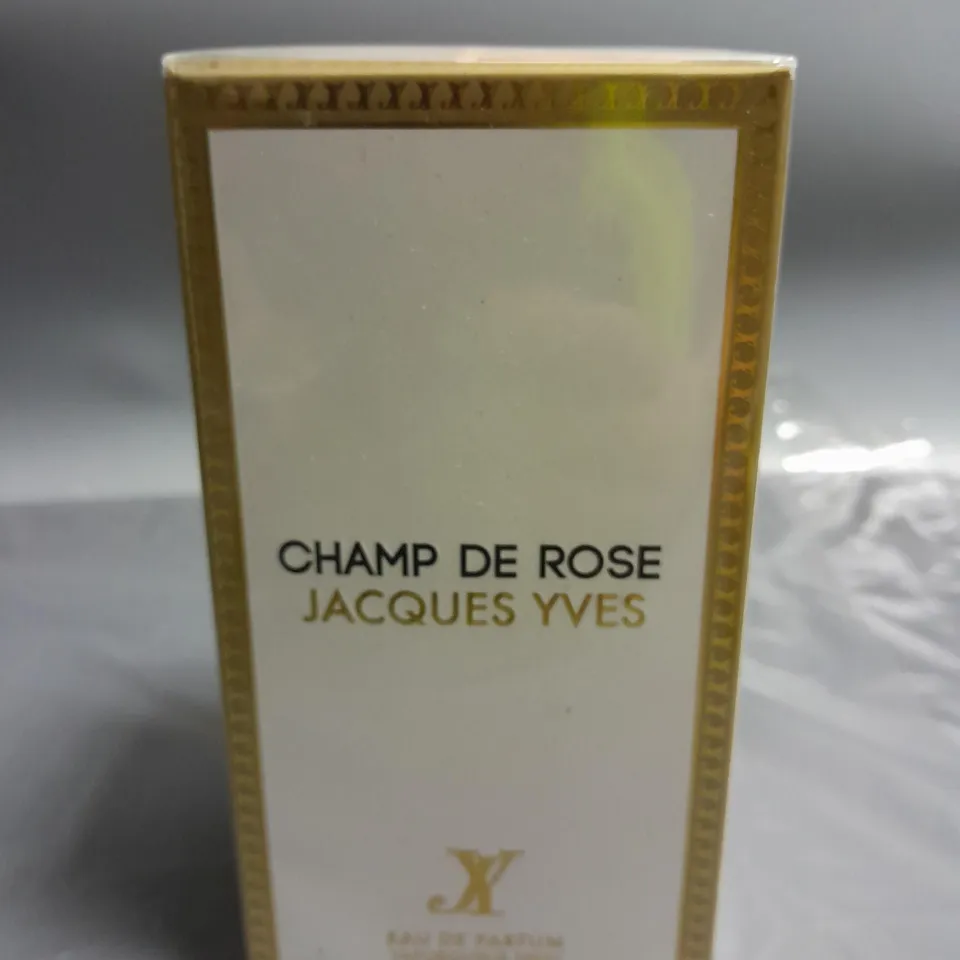 CHAMP DE ROSE
JACQUES YVES
JY
EAU DE PARFUM